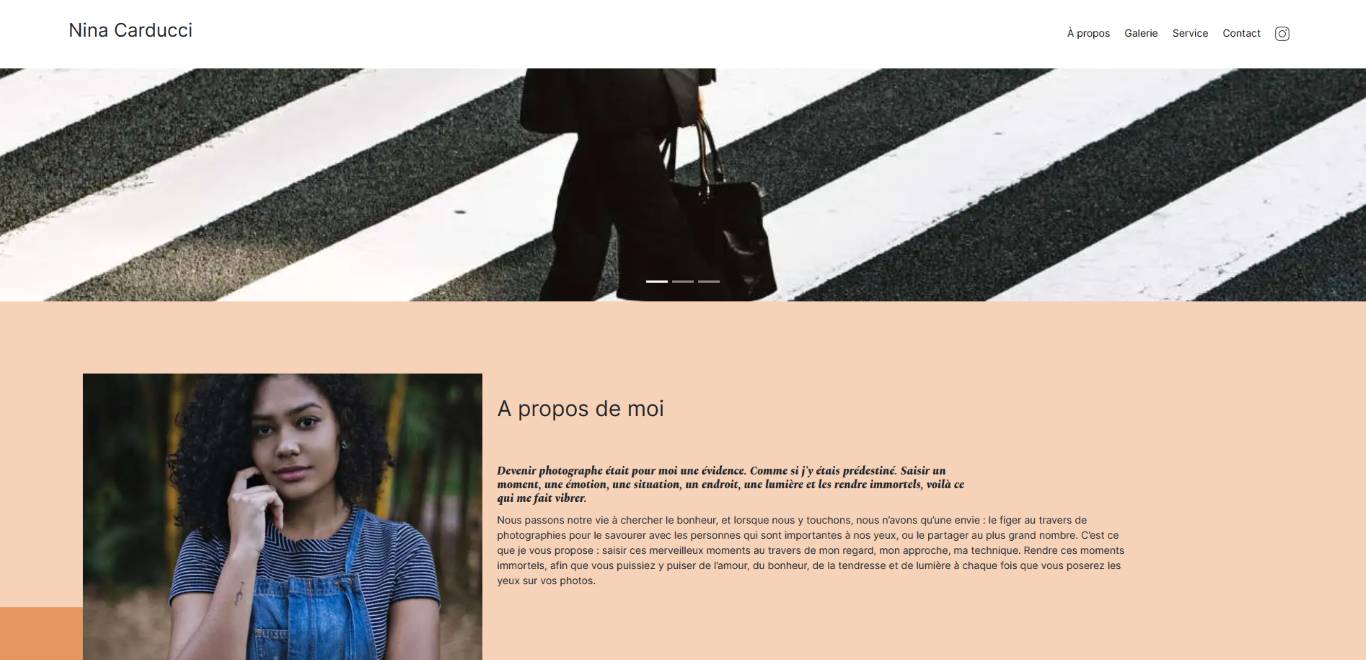 Nina Carducci
À propos Galerie Service Contact
A propos de moi
Devenir photographe était pour moi une évidence. Comme si j'y étais prédestiné. Saisir un
moment, une émotion, une situation, un endroit, une lumière et les rendre immortels, voilà ce
qui me fait vibrer.
Nous passons notre vie à chercher le bonheur, et lorsque nous y touchons, nous n'avons qu'une envie : le figer au travers de
photographies pour le savourer avec les personnes qui sont importantes à nos yeux, ou le partager au plus grand nombre. C'est ce
que je vous propose : saisir ces merveilleux moments au travers de mon regard, mon approche, ma technique. Rendre ces moments
immortels, afin que vous puissiez y puiser de l'amour, du bonheur, de la tendresse et de lumière à chaque fois que vous poserez les
yeux sur vos photos.